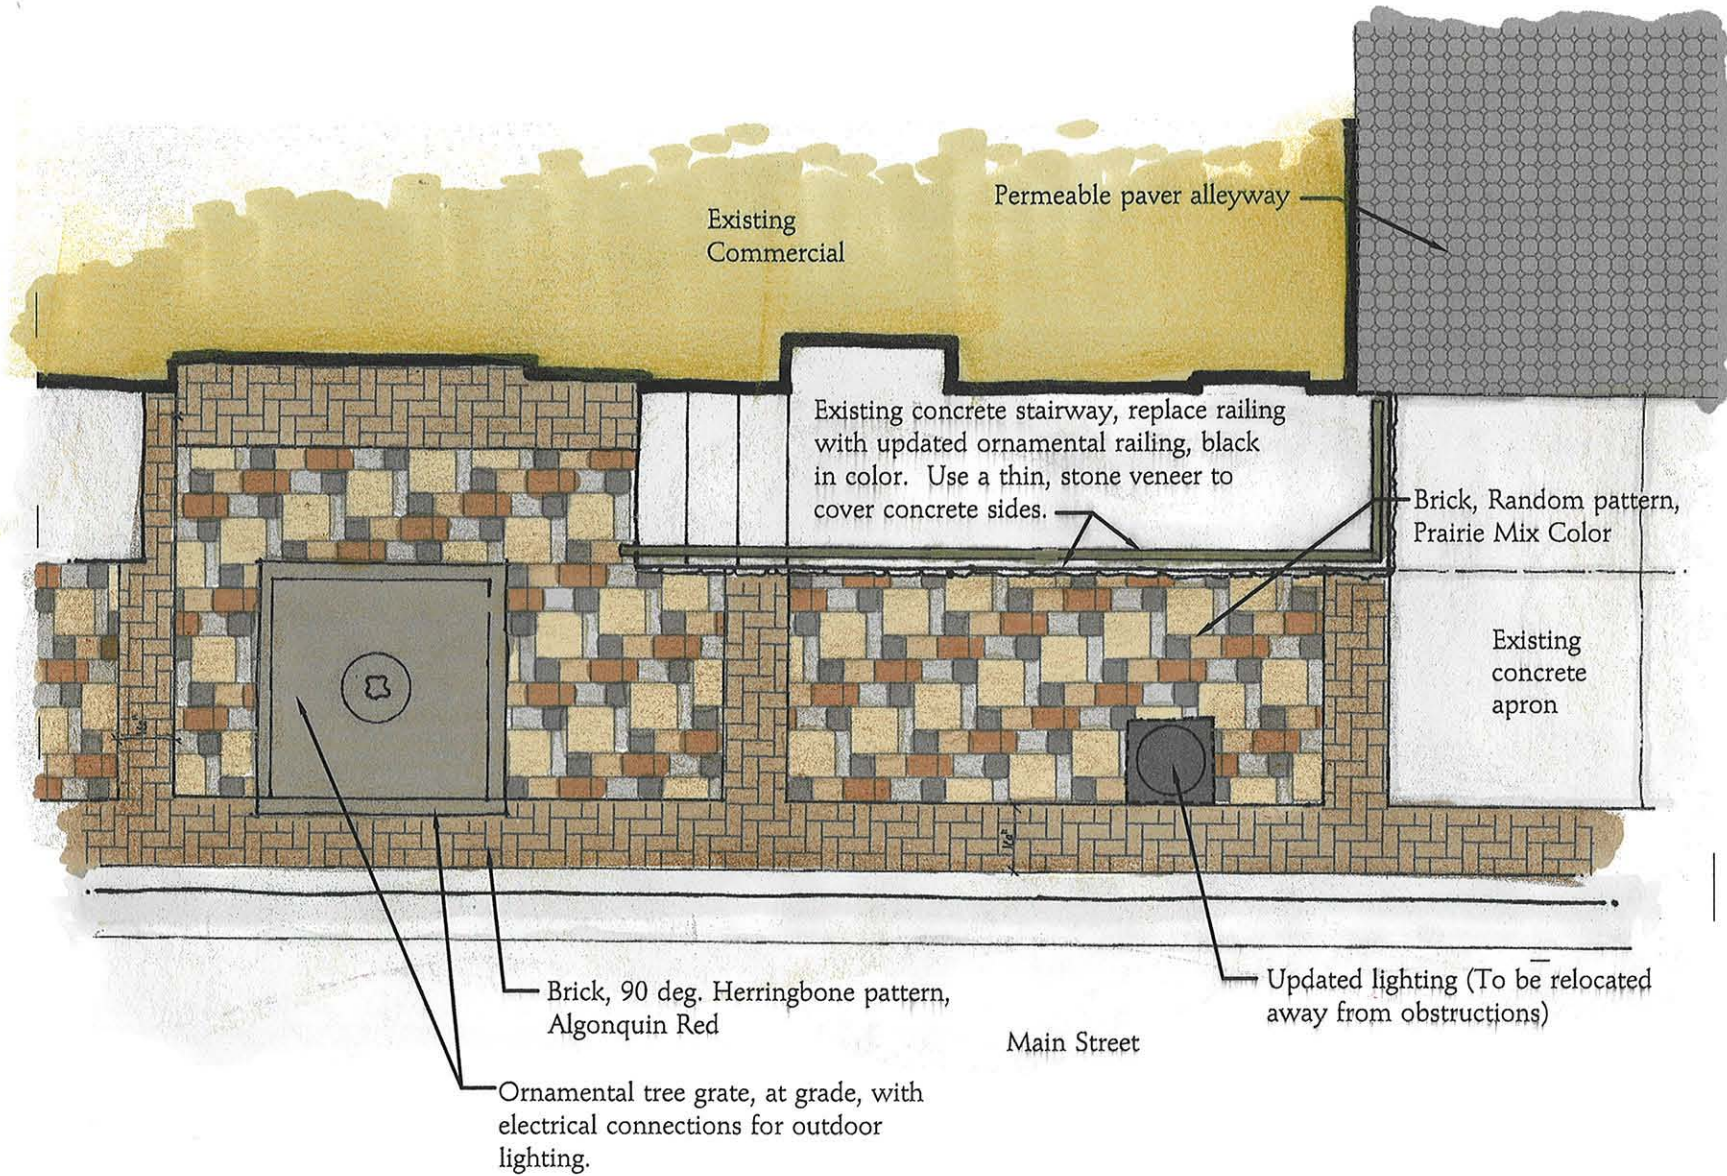 Permeable paver alleyway
Existing
Commercial
Existing concrete stairway, replace railing
with updated ornamental railing, black
in color.  Use a thin, stone veneer to
cover concrete sides.
Brick, Random pattern,
Prairie Mix Color
Existing
concrete
apron
Brick, 90 deg. Herringbone pattern,
Algonquin Red
Updated lighting (To be relocated
away from obstructions)
Main Street
Ornamental tree grate, at grade, with
electrical connections for outdoor
lighting.